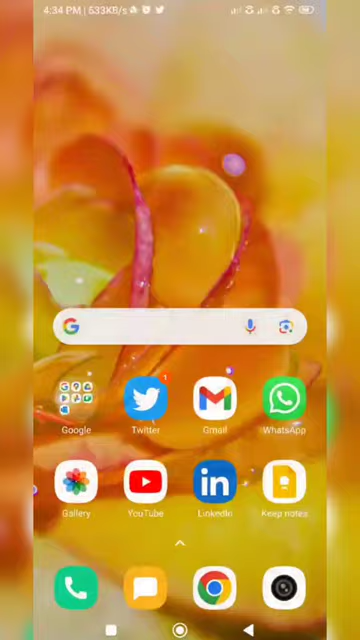 4:34 PM | 533KB/s
Google
Twitter
Gmail
WhatsApp
Gallery
YouTube
LinkedIn
Keep notes